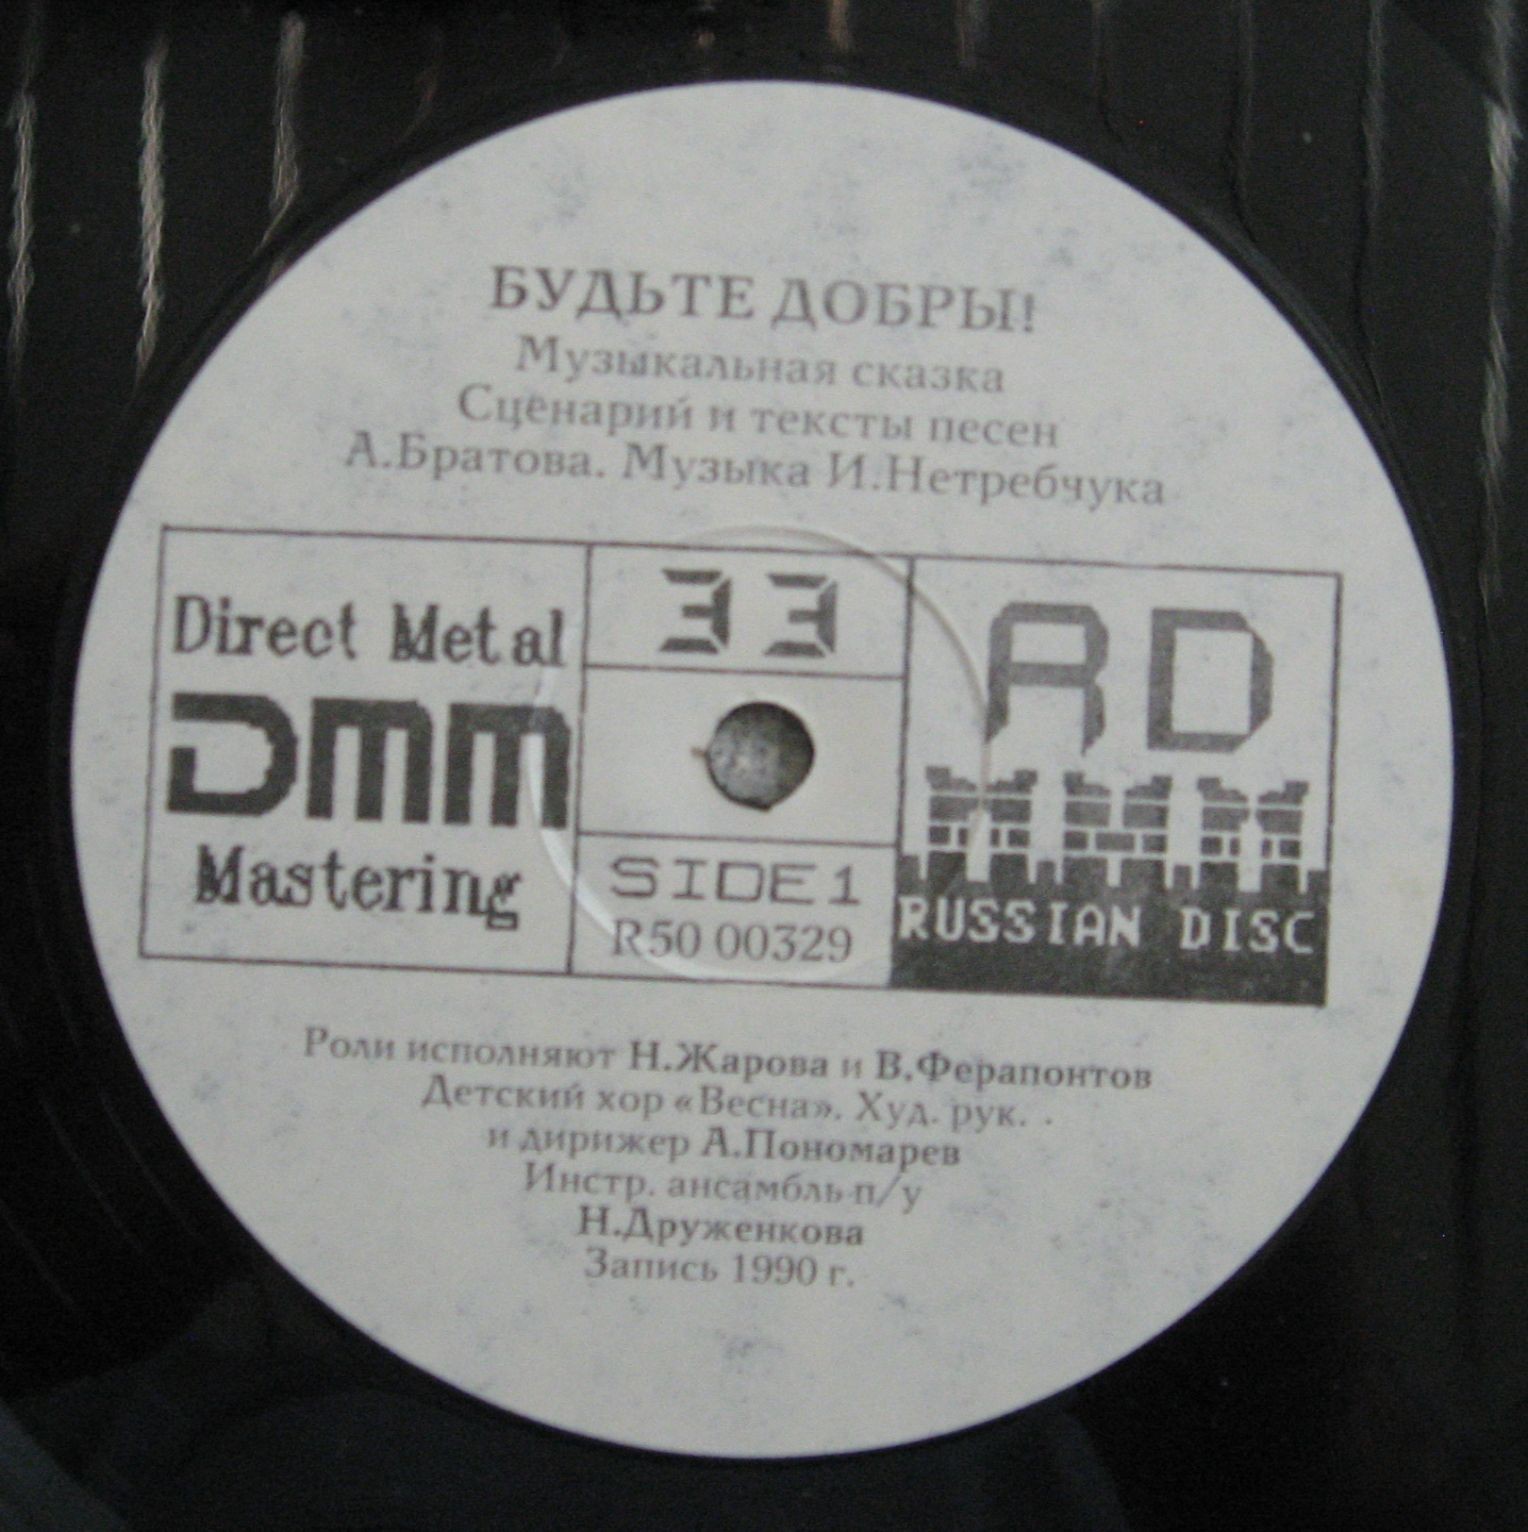 БУДЬТЕ ДОБРЫ!
Музыкальная сказка
Сценарий и тексты песен
А.Братова. Музыка И.Нетребчука
Direct Metal
DMM
Mastering
33
SIDE 1
R50 00329
RD
RUSSIAN DISC
Роли исполняют Н.Жарова и В.Ферапонтов
Детский хор «Весна». Худ. рук. .
и дирижер А.Пономарев
Инстр. ансамбль п/у
Н.Друженкова
Запись 1990 г.